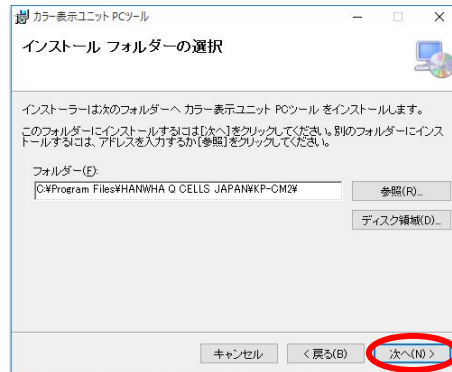 カラー表示ユニット PCツール
インストール フォルダーの選択
インストーラーは次のフォルダーへ カラー表示ユニット PCツール をインストールします。
このフォルダーにインストールするには[次へ]をクリックしてください。別のフォルダーにインス
トールするには、アドレスを入力するか[参照]をクリックしてください。
フォルダー(F):
C:¥Program Files¥HANWHA Q CELLS JAPAN¥KP-CM2¥
参照(R)...
ディスク領域(D)...
キャンセル
< 戻る(B)
次へ(N) >